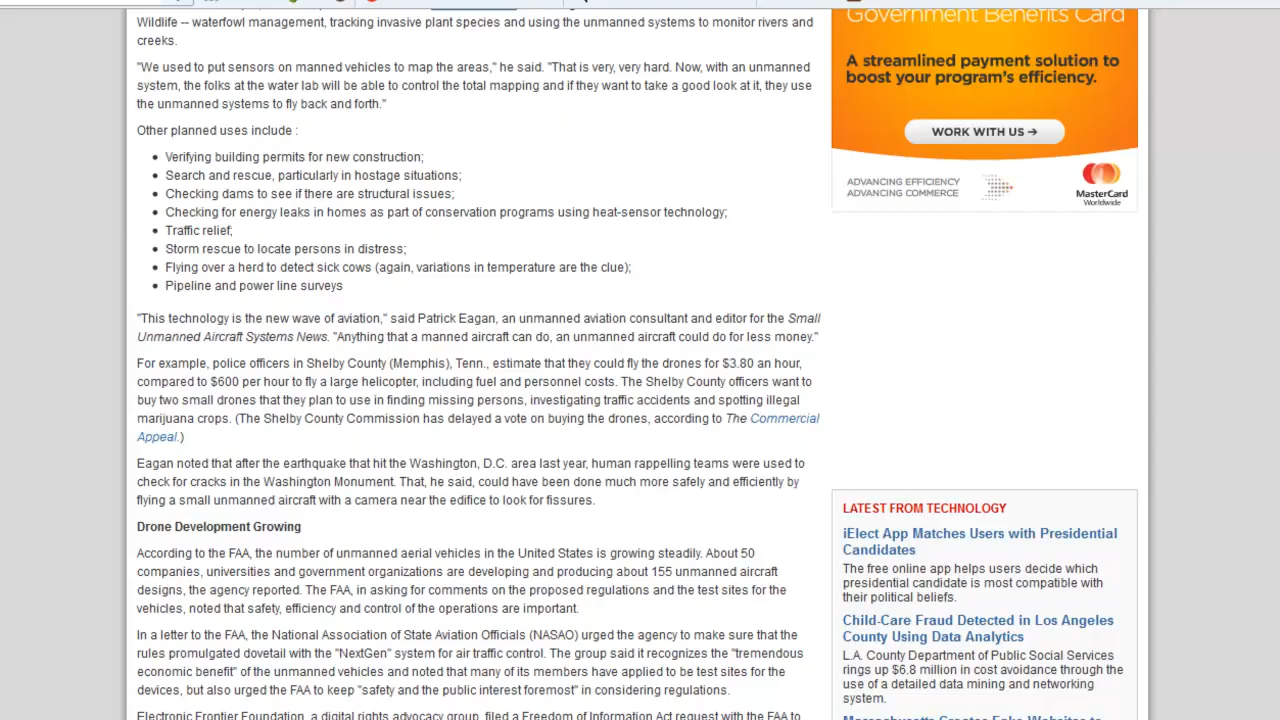 Wildlife -- waterfowl management, tracking invasive plant species and using the unmanned systems to monitor rivers and
creeks.
"We used to put sensors on manned vehicles to map the areas," he said. "That is very, very hard. Now, with an unmanned
system, the folks at the water lab will be able to control the total mapping and if they want to take a good look at it, they use
the unmanned systems to fly back and forth."
Other planned uses include :
• Verifying building permits for new construction;
• Search and rescue, particularly in hostage situations;
• Checking dams to see if there are structural issues;
• Checking for energy leaks in homes as part of conservation programs using heat-sensor technology;
• Traffic relief;
• Storm rescue to locate persons in distress;
• Flying over a herd to detect sick cows (again, variations in temperature are the clue);
• Pipeline and power line surveys
"This technology is the new wave of aviation," said Patrick Eagan, an unmanned aviation consultant and editor for the Small
Unmanned Aircraft Systems News. "Anything that a manned aircraft can do, an unmanned aircraft could do for less money."
For example, police officers in Shelby County (Memphis), Tenn., estimate that they could fly the drones for $3.80 an hour,
compared to $600 per hour to fly a large helicopter, including fuel and personnel costs. The Shelby County officers want to
buy two small drones that they plan to use in finding missing persons, investigating traffic accidents and spotting illegal
marijuana crops. (The Shelby County Commission has delayed a vote on buying the drones, according to The Commercial
Appeal.)
Eagan noted that after the earthquake that hit the Washington, D.C. area last year, human rappelling teams were used to
check for cracks in the Washington Monument. That, he said, could have been done much more safely and efficiently by
flying a small unmanned aircraft with a camera near the edifice to look for fissures.
Drone Development Growing
According to the FAA, the number of unmanned aerial vehicles in the United States is growing steadily. About 50
companies, universities and government organizations are developing and producing about 155 unmanned aircraft
designs, the agency reported. The FAA, in asking for comments on the proposed regulations and the test sites for the
vehicles, noted that safety, efficiency and control of the operations are important.
In a letter to the FAA, the National Association of State Aviation Officials (NASAO) urged the agency to make sure that the
rules promulgated dovetail with the "NextGen" system for air traffic control. The group said it recognizes the "tremendous
economic benefit" of the unmanned vehicles and noted that many of its members have applied to be test sites for the
devices, but also urged the FAA to keep "safety and the public interest foremost" in considering regulations.
Electronic Frontier Foundation, a digital rights advocacy group, filed a Freedom of Information Act request with the FAA to
Government Benefits Card
A streamlined payment solution to
boost your program's efficiency.
WORK WITH US →
ADVANCING EFFICIENCY
ADVANCING COMMERCE
MasterCard
Worldwide
LATEST FROM TECHNOLOGY
iElect App Matches Users with Presidential
Candidates
The free online app helps users decide which
presidential candidate is most compatible with
their political beliefs.
Child-Care Fraud Detected in Los Angeles
County Using Data Analytics
L.A. County Department of Public Social Services
rings up $6.8 million in cost avoidance through the
use of a detailed data mining and networking
system.
Massachusetts Creates Fake Websites to